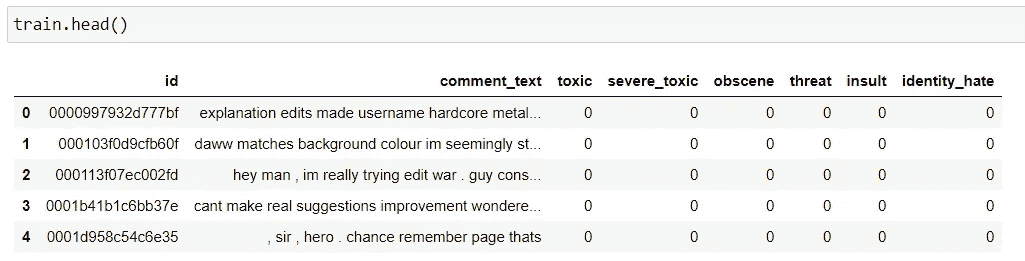 train.head()
id comment_text toxic severe_toxic obscene threat insult identity_hate
0 0000997932d777bf explanation edits made username hardcore metal... 0 0 0 0 0 0
1 000103f0d9cfb60f daww matches background colour im seemingly st... 0 0 0 0 0 0
2 000113f07ec002fd hey man , im really trying edit war . guy cons... 0 0 0 0 0 0
3 0001b41b1c6bb37e cant make real suggestions improvement wondere... 0 0 0 0 0 0
4 0001d958c54c6e35 , sir , hero . chance remember page thats 0 0 0 0 0 0